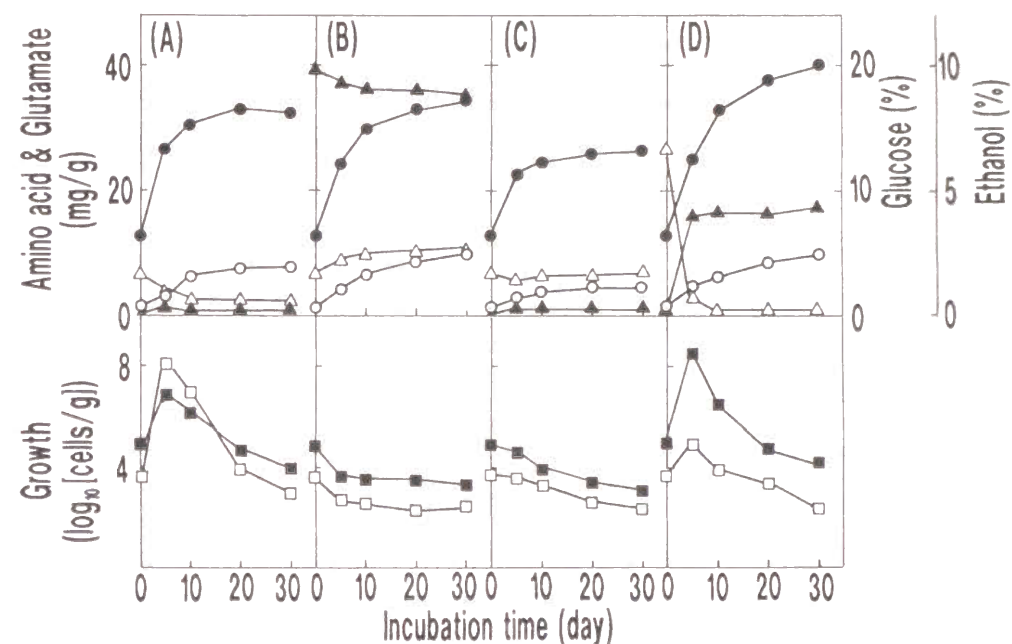 (A) (B) (C) (D)
Amino acid & Glutamate
(mg/g)
40
20
0
20
10
0
Glucose (%)
10
5
0
Ethanol (%)
Growth
(log₁₀ [cells/g])
8
4
0 10 20 30 0 10 20 30 0 10 20 30 0 10 20 30
Incubation time (day)